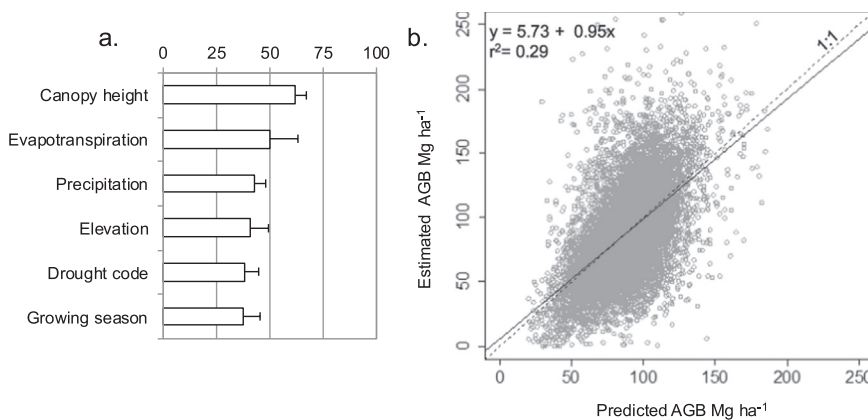 a.
0 25 50 75 100
Canopy height
Evapotranspiration
Precipitation
Elevation
Drought code
Growing season
b.
y = 5.73 + 0.95x
r²= 0.29
1:1
Estimated AGB Mg ha⁻¹
250
200
150
100
50
0
0 50 100 150 200 250
Predicted AGB Mg ha⁻¹